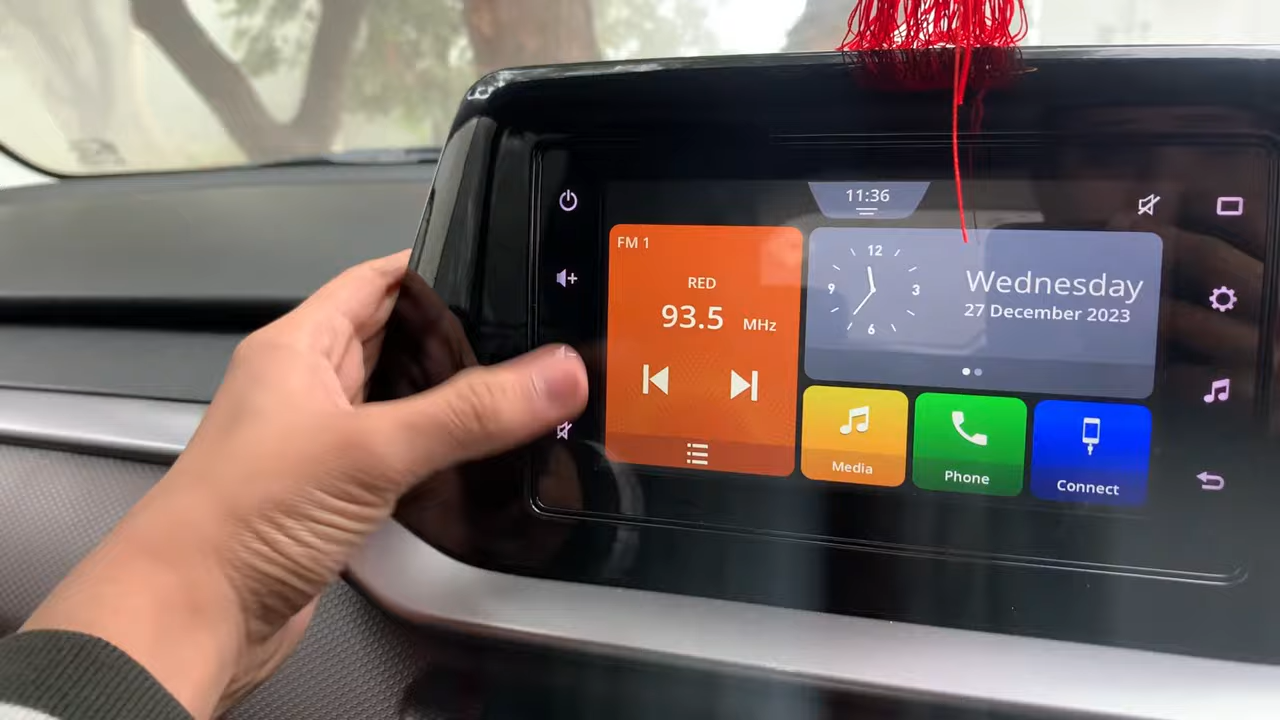 11:36
FM 1
RED
93.5 MHz
12
9
3
6
Wednesday
27 December 2023
Media
Phone
Connect